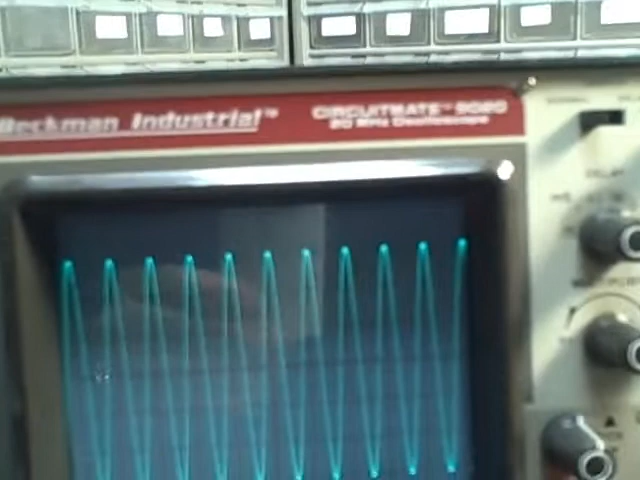 Beckman Industrial™
CIRCUITMATE™ 9020
20 MHz Oscilloscope